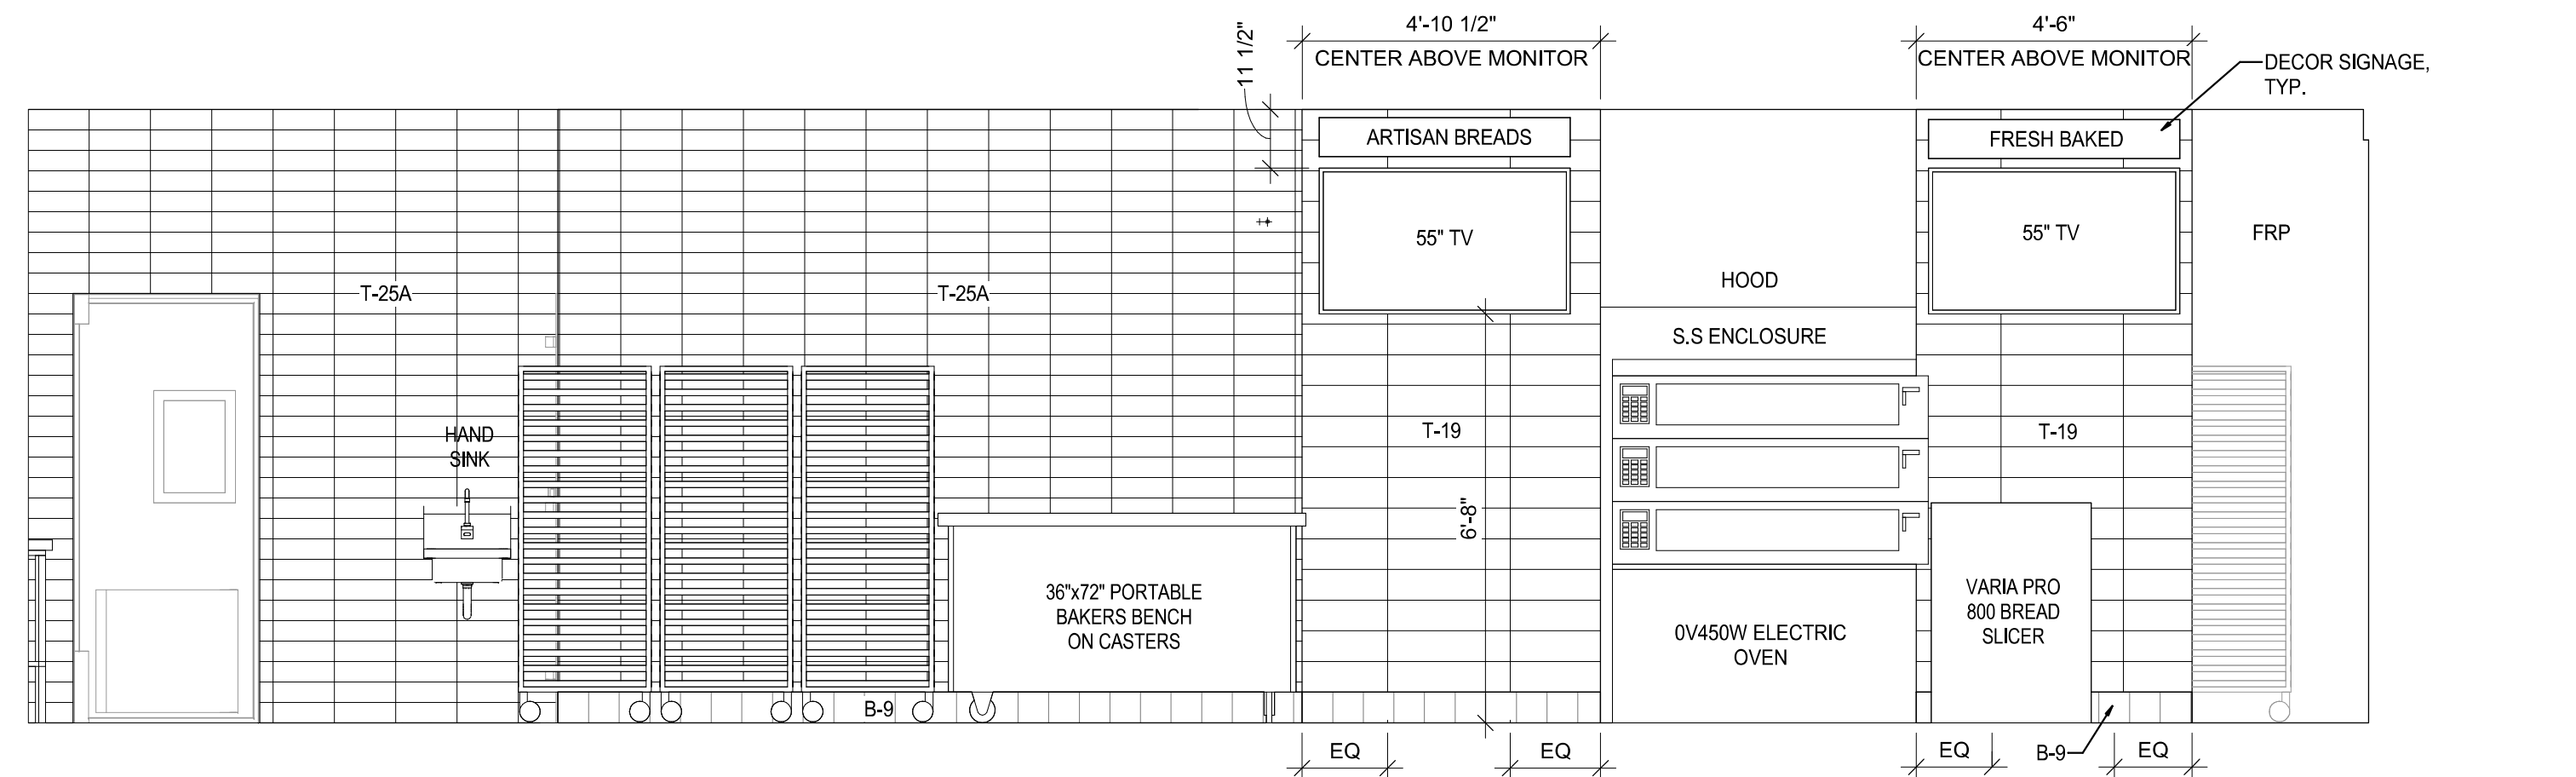 4'-10 1/2"
4'-6"
11 1/2"
CENTER ABOVE MONITOR
CENTER ABOVE MONITOR
DECOR SIGNAGE,
TYP.
ARTISAN BREADS
FRESH BAKED
55" TV
55" TV
FRP
HOOD
T-25A
T-25A
S.S ENCLOSURE
HAND
SINK
T-19
T-19
6'-8"
36"x72" PORTABLE
BAKERS BENCH
ON CASTERS
VARIA PRO
800 BREAD
SLICER
0V450W ELECTRIC
OVEN
B-9
EQ
EQ
EQ
B-9
EQ